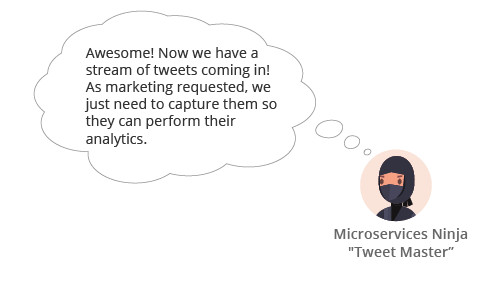 Awesome! Now we have a
stream of tweets coming in!
As marketing requested, we
just need to capture them so
they can perform their
analytics.
Microservices Ninja
"Tweet Master”